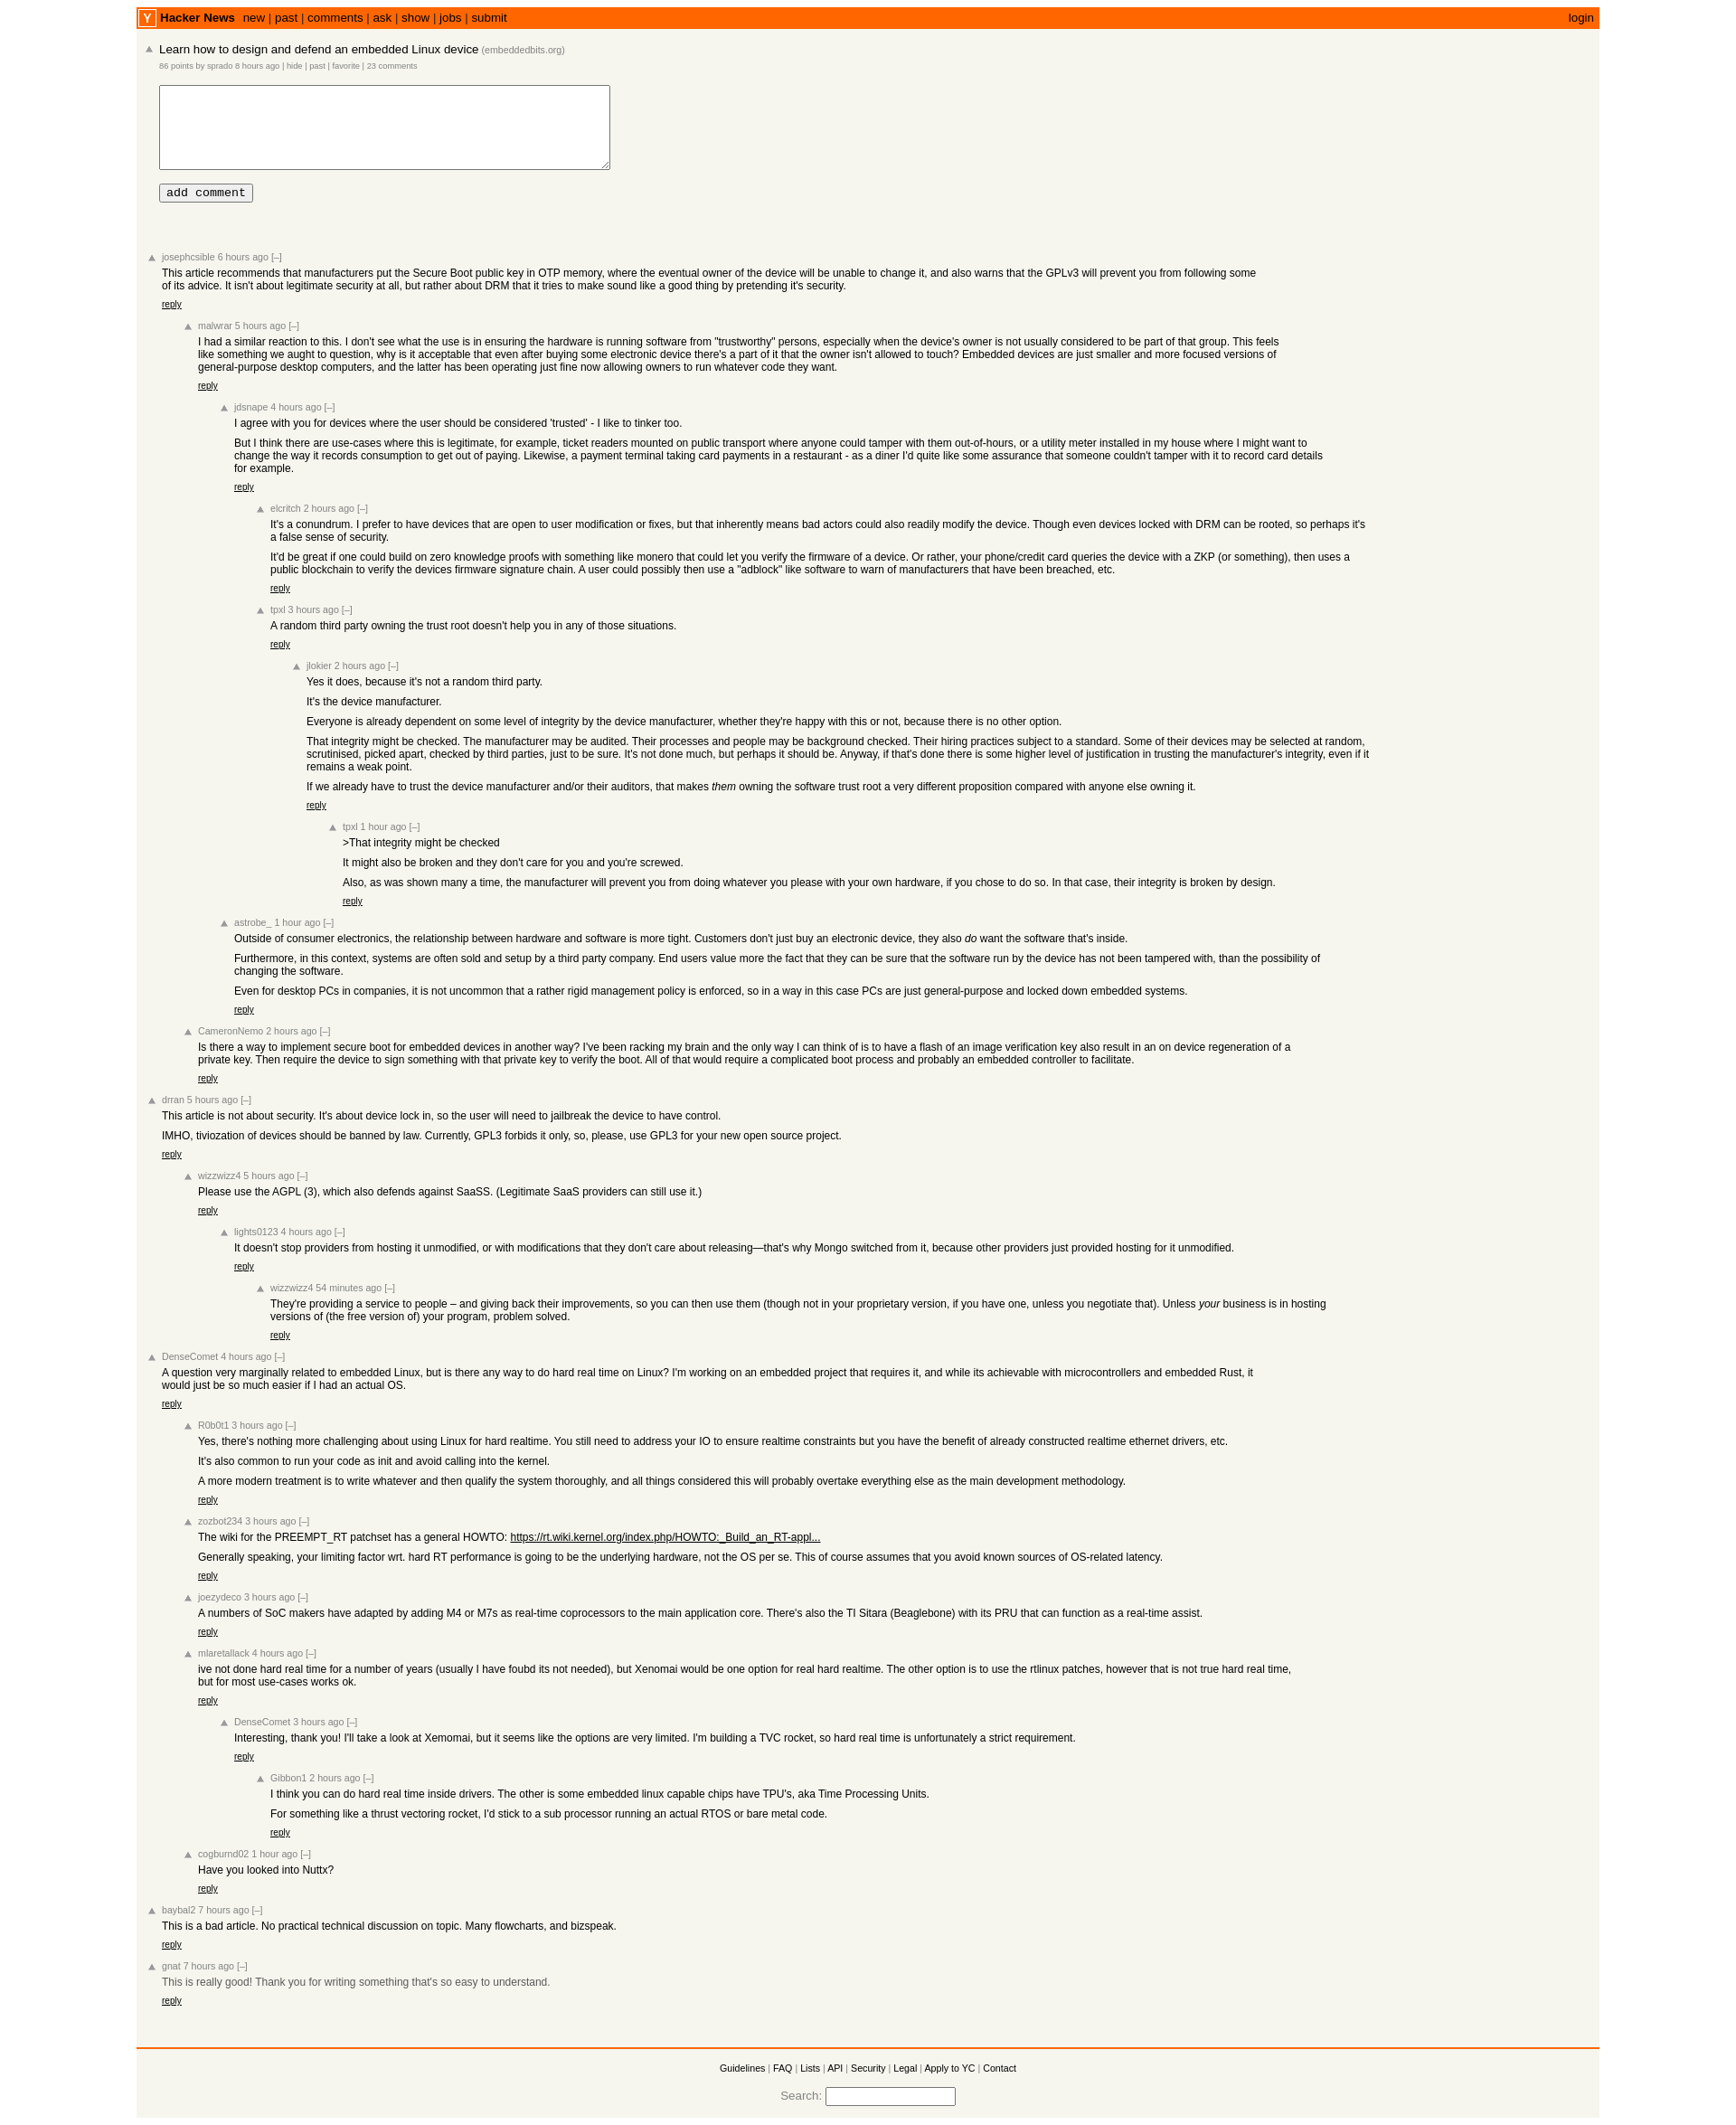 Y Hacker News new | past | comments | ask | show | jobs | submit login
Learn how to design and defend an embedded Linux device (embeddedbits.org)
86 points by sprado 8 hours ago | hide | past | favorite | 23 comments
add comment
josephcsible 6 hours ago [–]
This article recommends that manufacturers put the Secure Boot public key in OTP memory, where the eventual owner of the device will be unable to change it, and also warns that the GPLv3 will prevent you from following some
of its advice. It isn't about legitimate security at all, but rather about DRM that it tries to make sound like a good thing by pretending it's security.
reply
malwrar 5 hours ago [–]
I had a similar reaction to this. I don't see what the use is in ensuring the hardware is running software from "trustworthy" persons, especially when the device's owner is not usually considered to be part of that group. This feels
like something we aught to question, why is it acceptable that even after buying some electronic device there's a part of it that the owner isn't allowed to touch? Embedded devices are just smaller and more focused versions of
general-purpose desktop computers, and the latter has been operating just fine now allowing owners to run whatever code they want.
reply
jdsnape 4 hours ago [–]
I agree with you for devices where the user should be considered 'trusted' - I like to tinker too.
But I think there are use-cases where this is legitimate, for example, ticket readers mounted on public transport where anyone could tamper with them out-of-hours, or a utility meter installed in my house where I might want to
change the way it records consumption to get out of paying. Likewise, a payment terminal taking card payments in a restaurant - as a diner I'd quite like some assurance that someone couldn't tamper with it to record card details
for example.
reply
elcritch 2 hours ago [–]
It's a conundrum. I prefer to have devices that are open to user modification or fixes, but that inherently means bad actors could also readily modify the device. Though even devices locked with DRM can be rooted, so perhaps it's
a false sense of security.
It'd be great if one could build on zero knowledge proofs with something like monero that could let you verify the firmware of a device. Or rather, your phone/credit card queries the device with a ZKP (or something), then uses a
public blockchain to verify the devices firmware signature chain. A user could possibly then use a "adblock" like software to warn of manufacturers that have been breached, etc.
reply
tpxl 3 hours ago [–]
A random third party owning the trust root doesn't help you in any of those situations.
reply
jlokier 2 hours ago [–]
Yes it does, because it's not a random third party.
It's the device manufacturer.
Everyone is already dependent on some level of integrity by the device manufacturer, whether they're happy with this or not, because there is no other option.
That integrity might be checked. The manufacturer may be audited. Their processes and people may be background checked. Their hiring practices subject to a standard. Some of their devices may be selected at random,
scrutinised, picked apart, checked by third parties, just to be sure. It's not done much, but perhaps it should be. Anyway, if that's done there is some higher level of justification in trusting the manufacturer's integrity, even if it
remains a weak point.
If we already have to trust the device manufacturer and/or their auditors, that makes them owning the software trust root a very different proposition compared with anyone else owning it.
reply
tpxl 1 hour ago [–]
>That integrity might be checked
It might also be broken and they don't care for you and you're screwed.
Also, as was shown many a time, the manufacturer will prevent you from doing whatever you please with your own hardware, if you chose to do so. In that case, their integrity is broken by design.
reply
astrobe_ 1 hour ago [–]
Outside of consumer electronics, the relationship between hardware and software is more tight. Customers don't just buy an electronic device, they also do want the software that's inside.
Furthermore, in this context, systems are often sold and setup by a third party company. End users value more the fact that they can be sure that the software run by the device has not been tampered with, than the possibility of
changing the software.
Even for desktop PCs in companies, it is not uncommon that a rather rigid management policy is enforced, so in a way in this case PCs are just general-purpose and locked down embedded systems.
reply
CameronNemo 2 hours ago [–]
Is there a way to implement secure boot for embedded devices in another way? I've been racking my brain and the only way I can think of is to have a flash of an image verification key also result in an on device regeneration of a
private key. Then require the device to sign something with that private key to verify the boot. All of that would require a complicated boot process and probably an embedded controller to facilitate.
reply
drran 5 hours ago [–]
This article is not about security. It's about device lock in, so the user will need to jailbreak the device to have control.
IMHO, tiviozation of devices should be banned by law. Currently, GPL3 forbids it only, so, please, use GPL3 for your new open source project.
reply
wizzwizz4 5 hours ago [–]
Please use the AGPL (3), which also defends against SaaSS. (Legitimate SaaS providers can still use it.)
reply
lights0123 4 hours ago [–]
It doesn't stop providers from hosting it unmodified, or with modifications that they don't care about releasing—that's why Mongo switched from it, because other providers just provided hosting for it unmodified.
reply
wizzwizz4 54 minutes ago [–]
They're providing a service to people – and giving back their improvements, so you can then use them (though not in your proprietary version, if you have one, unless you negotiate that). Unless your business is in hosting
versions of (the free version of) your program, problem solved.
reply
DenseComet 4 hours ago [–]
A question very marginally related to embedded Linux, but is there any way to do hard real time on Linux? I'm working on an embedded project that requires it, and while its achievable with microcontrollers and embedded Rust, it
would just be so much easier if I had an actual OS.
reply
R0b0t1 3 hours ago [–]
Yes, there's nothing more challenging about using Linux for hard realtime. You still need to address your IO to ensure realtime constraints but you have the benefit of already constructed realtime ethernet drivers, etc.
It's also common to run your code as init and avoid calling into the kernel.
A more modern treatment is to write whatever and then qualify the system thoroughly, and all things considered this will probably overtake everything else as the main development methodology.
reply
zozbot234 3 hours ago [–]
The wiki for the PREEMPT_RT patchset has a general HOWTO: https://rt.wiki.kernel.org/index.php/HOWTO:_Build_an_RT-appl...
Generally speaking, your limiting factor wrt. hard RT performance is going to be the underlying hardware, not the OS per se. This of course assumes that you avoid known sources of OS-related latency.
reply
joezydeco 3 hours ago [–]
A numbers of SoC makers have adapted by adding M4 or M7s as real-time coprocessors to the main application core. There's also the TI Sitara (Beaglebone) with its PRU that can function as a real-time assist.
reply
mlaretallack 4 hours ago [–]
ive not done hard real time for a number of years (usually I have foubd its not needed), but Xenomai would be one option for real hard realtime. The other option is to use the rtlinux patches, however that is not true hard real time,
but for most use-cases works ok.
reply
DenseComet 3 hours ago [–]
Interesting, thank you! I'll take a look at Xemomai, but it seems like the options are very limited. I'm building a TVC rocket, so hard real time is unfortunately a strict requirement.
reply
Gibbon1 2 hours ago [–]
I think you can do hard real time inside drivers. The other is some embedded linux capable chips have TPU's, aka Time Processing Units.
For something like a thrust vectoring rocket, I'd stick to a sub processor running an actual RTOS or bare metal code.
reply
cogburnd02 1 hour ago [–]
Have you looked into Nuttx?
reply
baybal2 7 hours ago [–]
This is a bad article. No practical technical discussion on topic. Many flowcharts, and bizspeak.
reply
gnat 7 hours ago [–]
This is really good! Thank you for writing something that's so easy to understand.
reply
Guidelines | FAQ | Lists | API | Security | Legal | Apply to YC | Contact
Search: